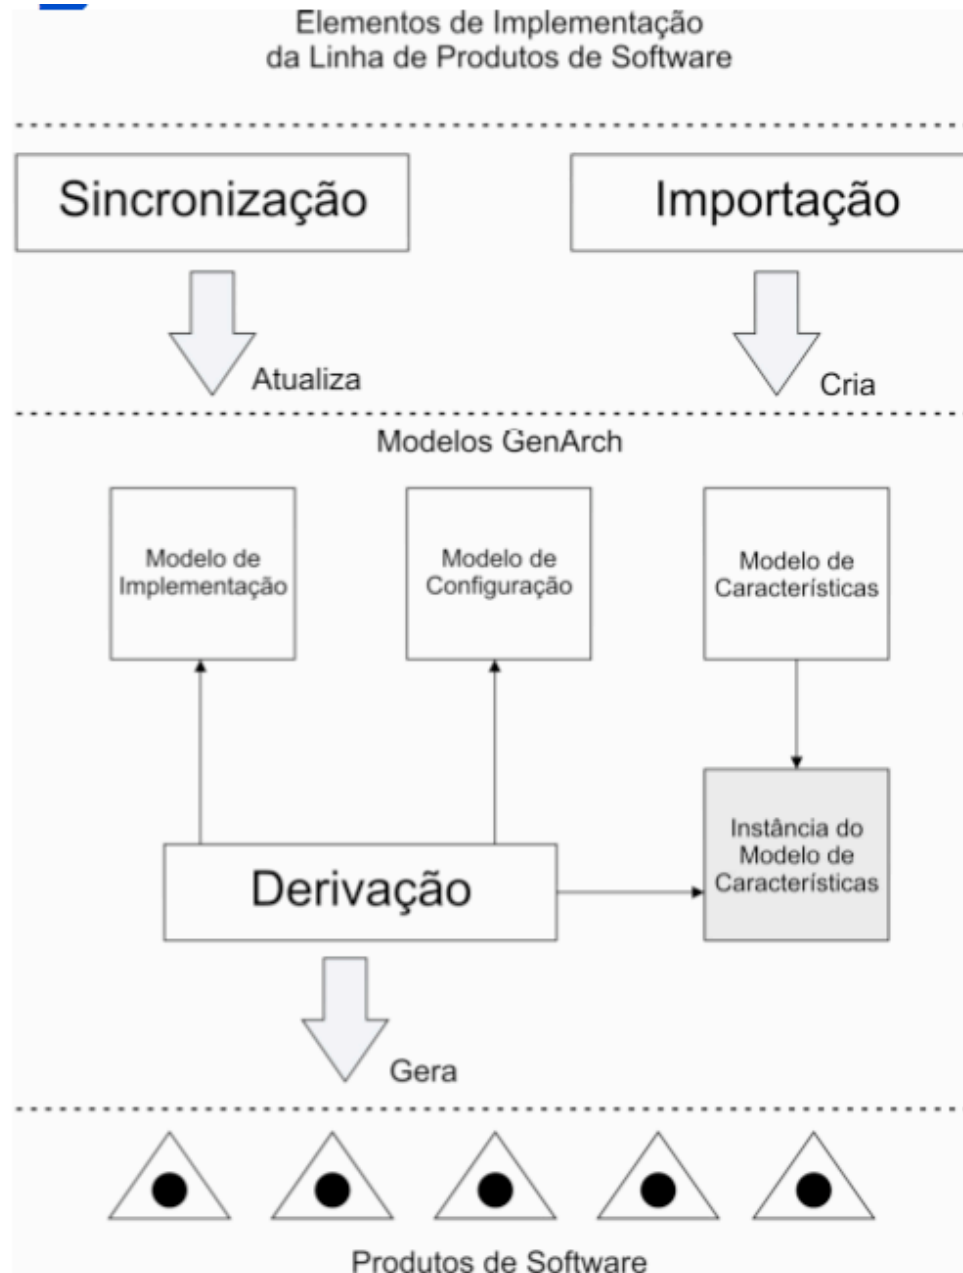 Elementos de Implementação
da Linha de Produtos de Software
Sincronização
Importação
Atualiza
Cria
Modelos GenArch
Modelo de
Implementação
Modelo de
Configuração
Modelo de
Características
Instância do
Modelo de
Características
Derivação
Gera
Produtos de Software